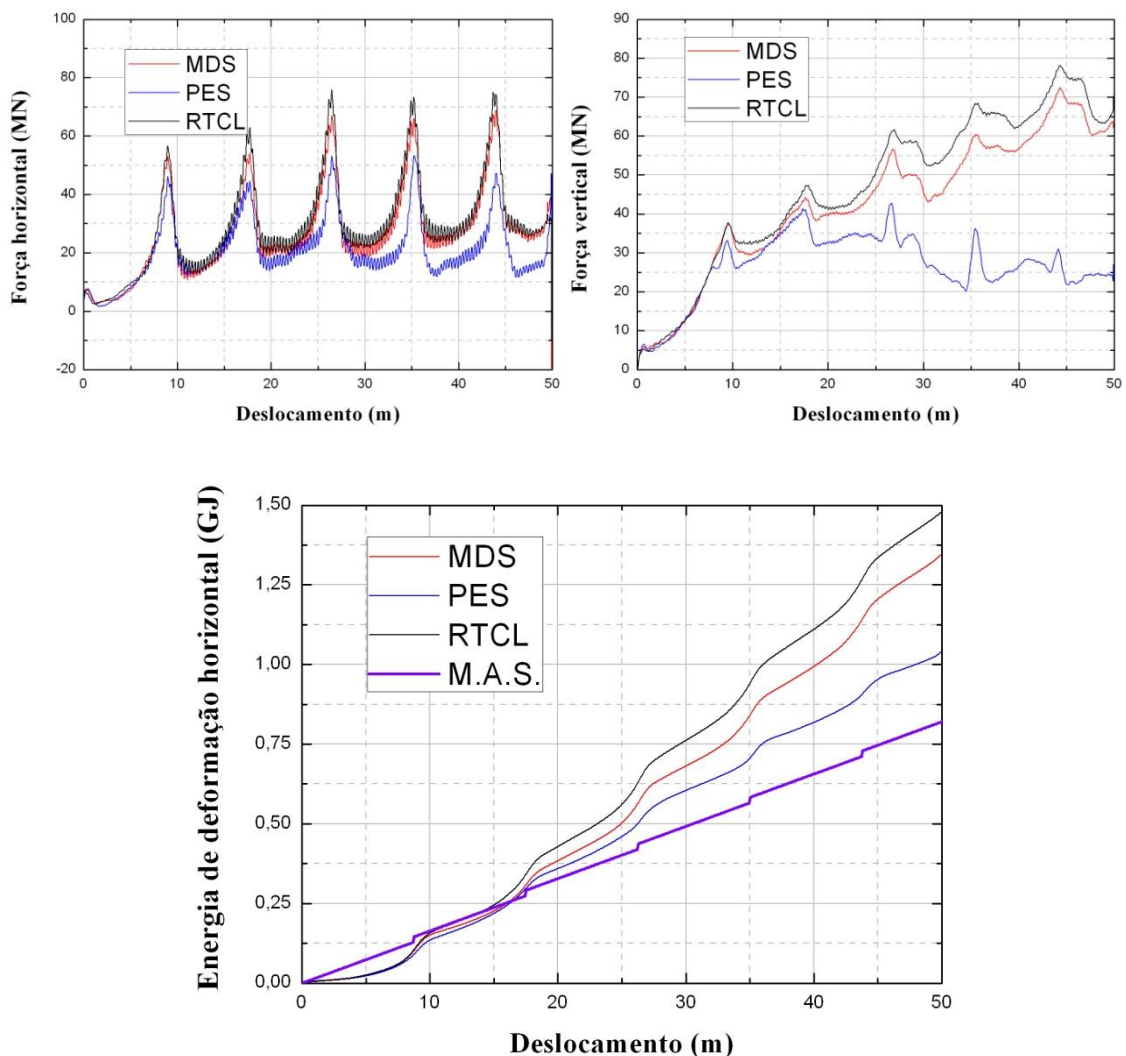 Força horizontal (MN)
100
80
60
40
20
0
-20
MDS
PES
RTCL
0
10
20
30
40
50
Deslocamento (m)
Força vertical (MN)
90
80
70
60
50
40
30
20
10
0
MDS
PES
RTCL
0
10
20
30
40
50
Deslocamento (m)
Energia de deformação horizontal (GJ)
1,50
1,25
1,00
0,75
0,50
0,25
0,00
MDS
PES
RTCL
M.A.S.
0
10
20
30
40
50
Deslocamento (m)